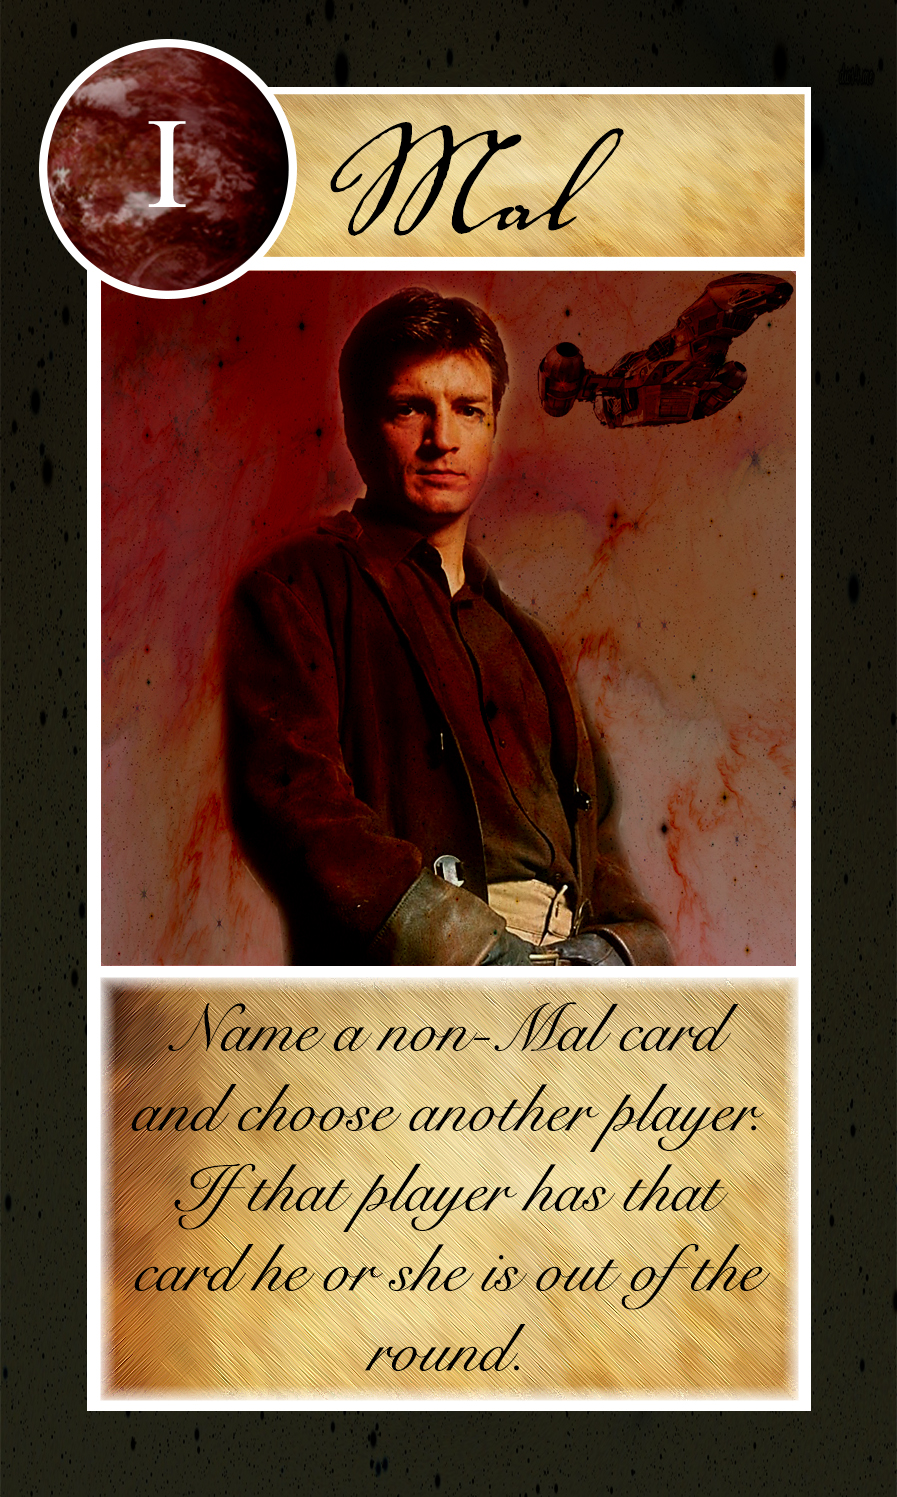 I
Mal
Name a non-Mal card
and choose another player.
If that player has that
card he or she is out of the
round.